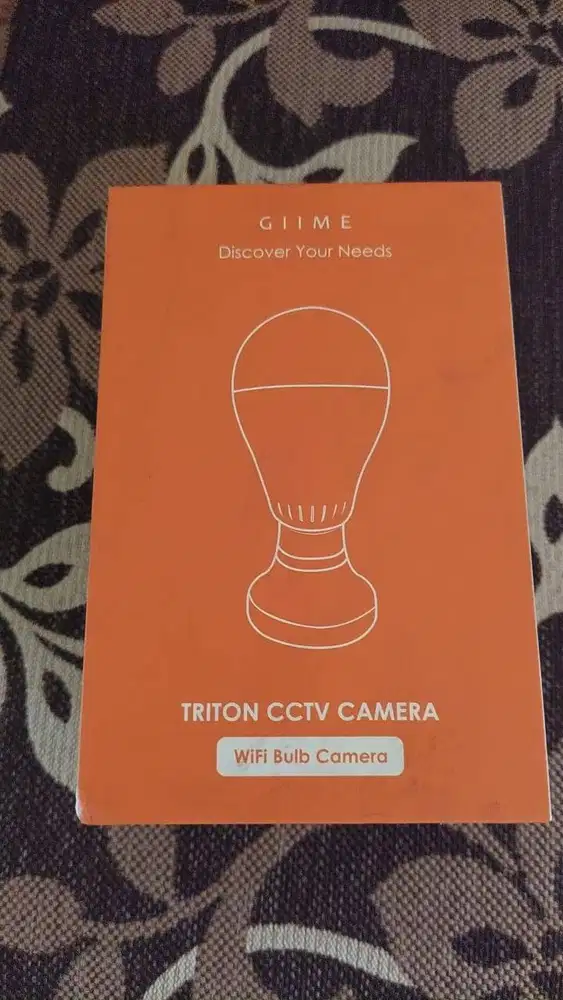 GIIME
Discover Your Needs
TRITON CCTV CAMERA
WiFi Bulb Camera